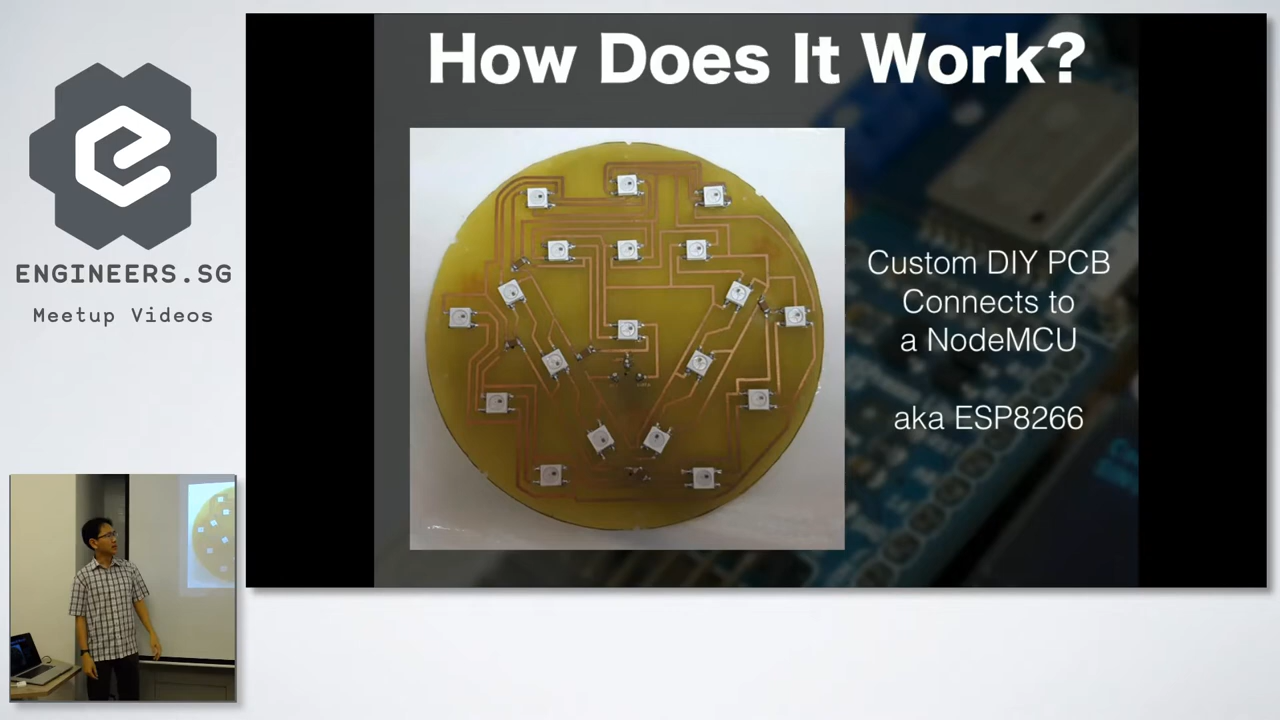 How Does It Work?
ENGINEERS.SG
Meetup Videos
Custom DIY PCB
Connects to
a NodeMCU
aka ESP8266